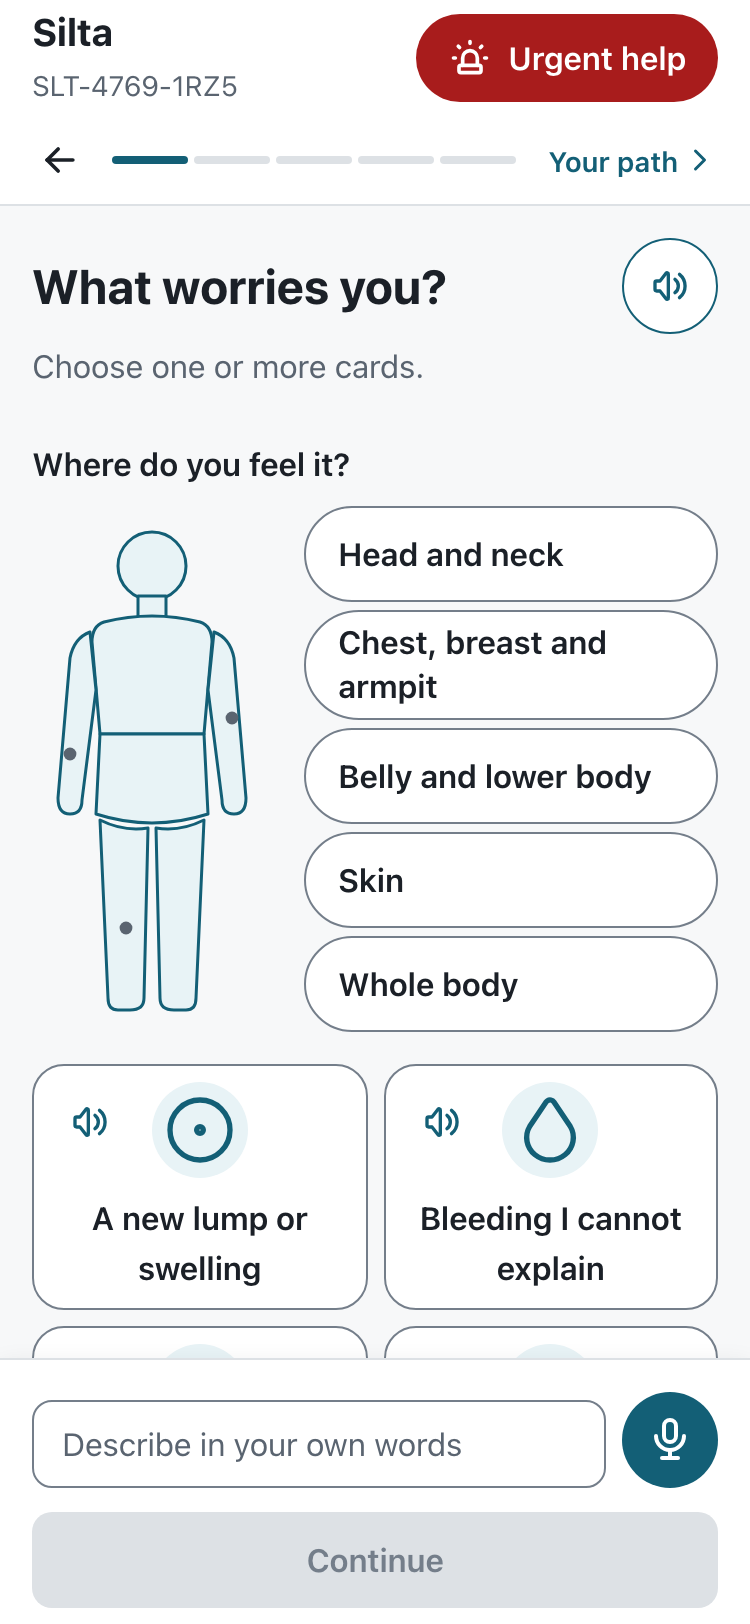 Silta
SLT-4769-1RZ5
Urgent help
Your path
What worries you?
Choose one or more cards.
Where do you feel it?
Head and neck
Chest, breast and
armpit
Belly and lower body
Skin
Whole body
A new lump or
swelling
Bleeding I cannot
explain
Describe in your own words
Continue